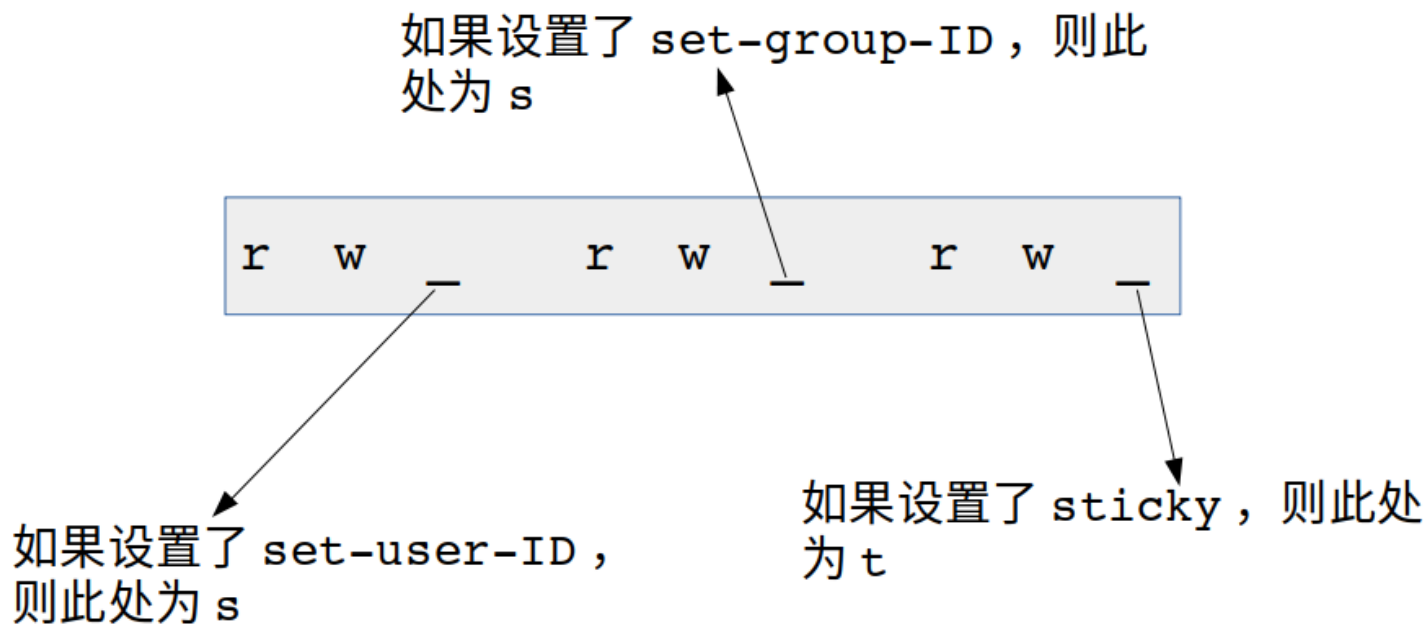 如果设置了 set-group-ID，则此
处为 s
r w _ r w _ r w _
如果设置了 set-user-ID，
则此处为 s
如果设置了 sticky，则此处
为 t